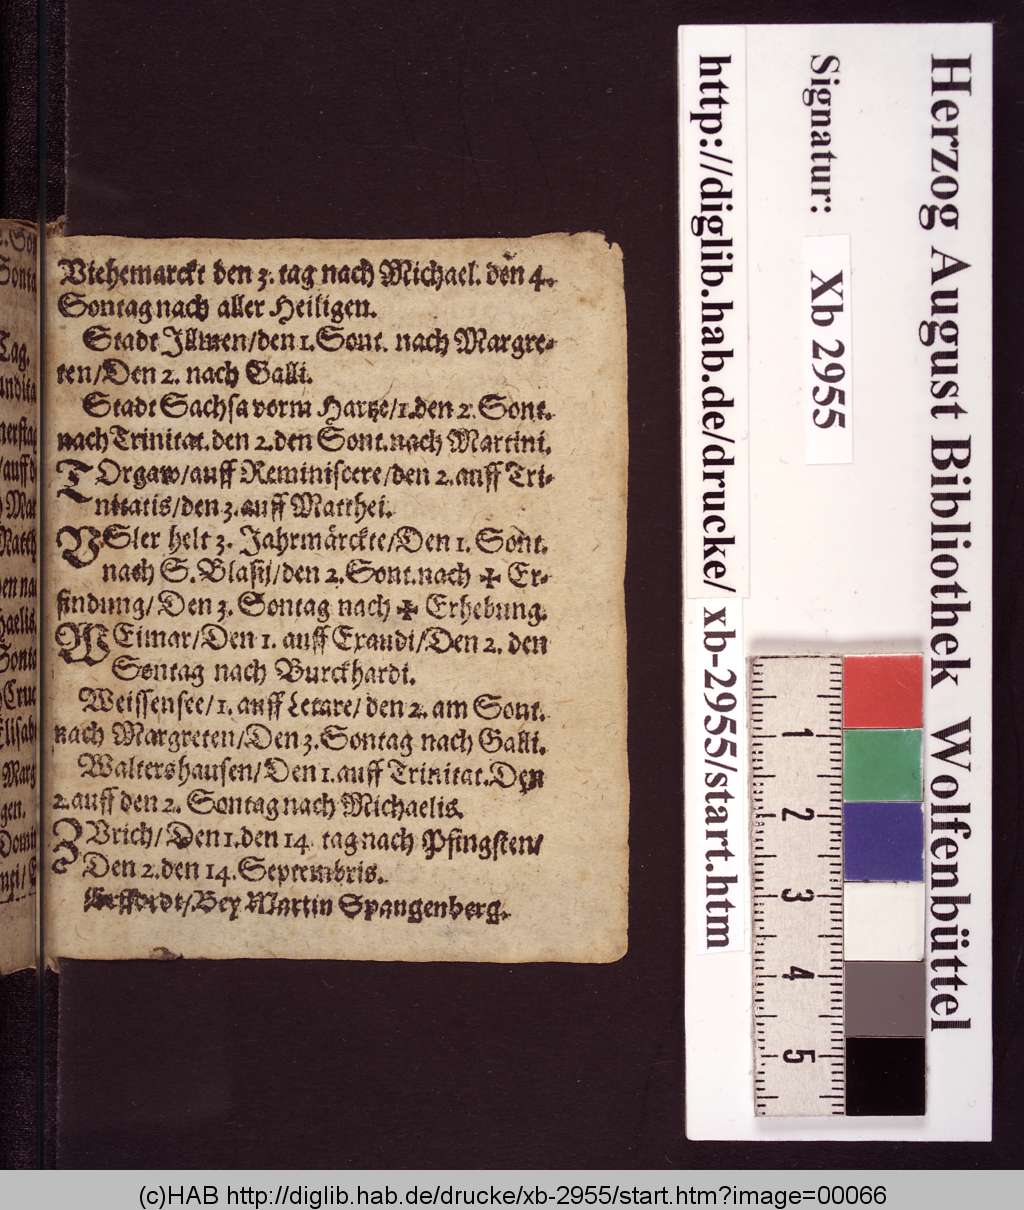 Viehemarckt den 3. tag nach Michael. den 4.
Sontag nach aller Heiligen.
Stadt Illmen/den 1. Sont. nach Margre-
ten/Den 2. nach Galli.
Stadt Sachsa vorm Hartze/1. den 2. Sont.
nach Trinitat. den 2. den Sont. nach Martini.
TOrgaw/auff Reminiscere/den 2. auff Tri-
nitatis/den 3. auff Matthei.
VSler helt 3. Jahrmärckte/Den 1. Sont.
nach S. Blasij/den 2. Sont. nach ✠ Er-
findung/Den 3. Sontag nach ✠ Erhebung.
WEimar/Den 1. auff Exaudi/Den 2. den
Sontag nach Burckhardi.
Weissensee/1. auff Letare/den 2. am Sont.
nach Margreten/Den 3. Sontag nach Galli.
Waltershausen/Den 1. auff Trinitat. Den
2. auff den 2. Sontag nach Michaelis.
ZVrich/Den 1. den 14. tag nach Pfingsten/
Den 2. den 14. Septembris.
Erffordt/Bey Martin Spangenberg.
Herzog August Bibliothek Wolfenbüttel
Signatur: Xb 2955
http://diglib.hab.de/drucke/xb-2955/start.htm
1
2
3
4
5
(c)HAB http://diglib.hab.de/drucke/xb-2955/start.htm?image=00066